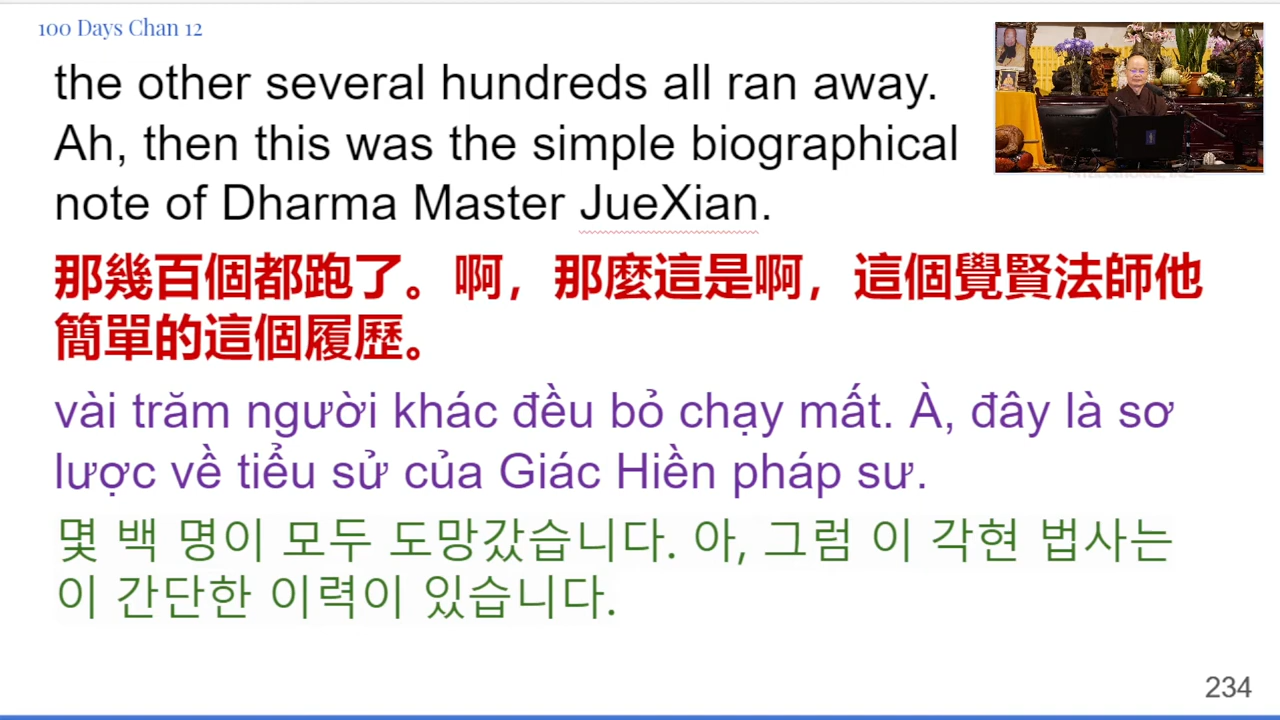 100 Days Chan 12
the other several hundreds all ran away.
Ah, then this was the simple biographical
note of Dharma Master JueXian.
那幾百個都跑了。啊，那麼這是啊，這個覺賢法師他
簡單的這個履歷。
vài trăm người khác đều bỏ chạy mất. À, đây là sơ
lược về tiểu sử của Giác Hiền pháp sư.
몇 백 명이 모두 도망갔습니다. 아, 그럼 이 각현 법사는
이 간단한 이력이 있습니다.
234